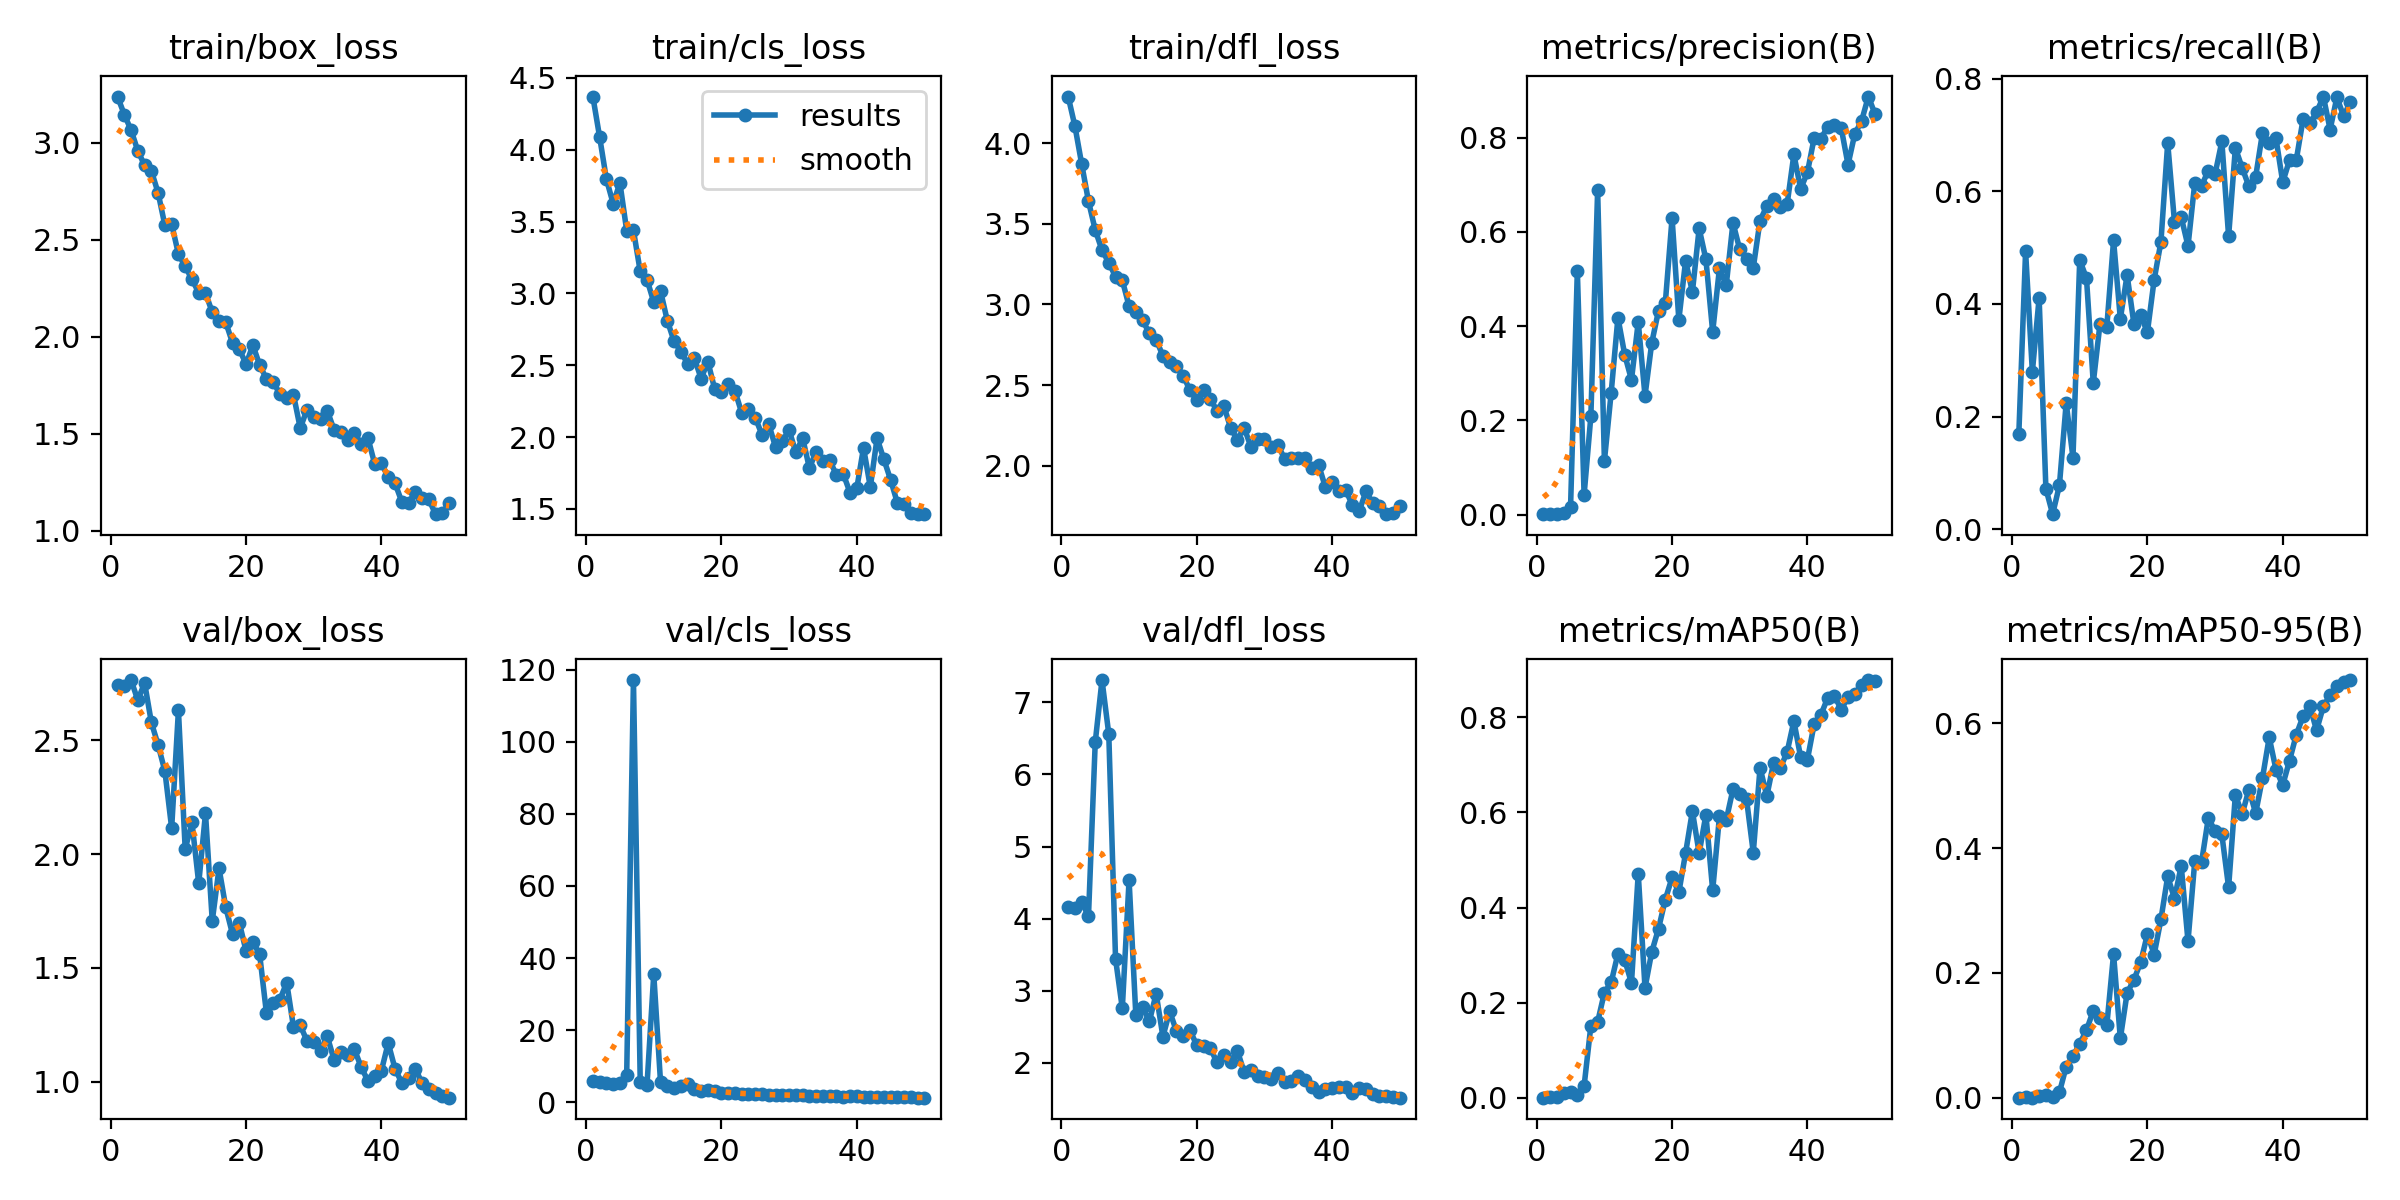 train/box_loss
3.0
2.5
2.0
1.5
1.0
0 20 40
train/cls_loss
4.5
4.0
3.5
3.0
2.5
2.0
1.5
0 20 40
results
smooth
train/dfl_loss
4.0
3.5
3.0
2.5
2.0
0 20 40
metrics/precision(B)
0.8
0.6
0.4
0.2
0.0
0 20 40
metrics/recall(B)
0.8
0.6
0.4
0.2
0.0
0 20 40
val/box_loss
2.5
2.0
1.5
1.0
0 20 40
val/cls_loss
120
100
80
60
40
20
0
0 20 40
val/dfl_loss
7
6
5
4
3
2
0 20 40
metrics/mAP50(B)
0.8
0.6
0.4
0.2
0.0
0 20 40
metrics/mAP50-95(B)
0.6
0.4
0.2
0.0
0 20 40